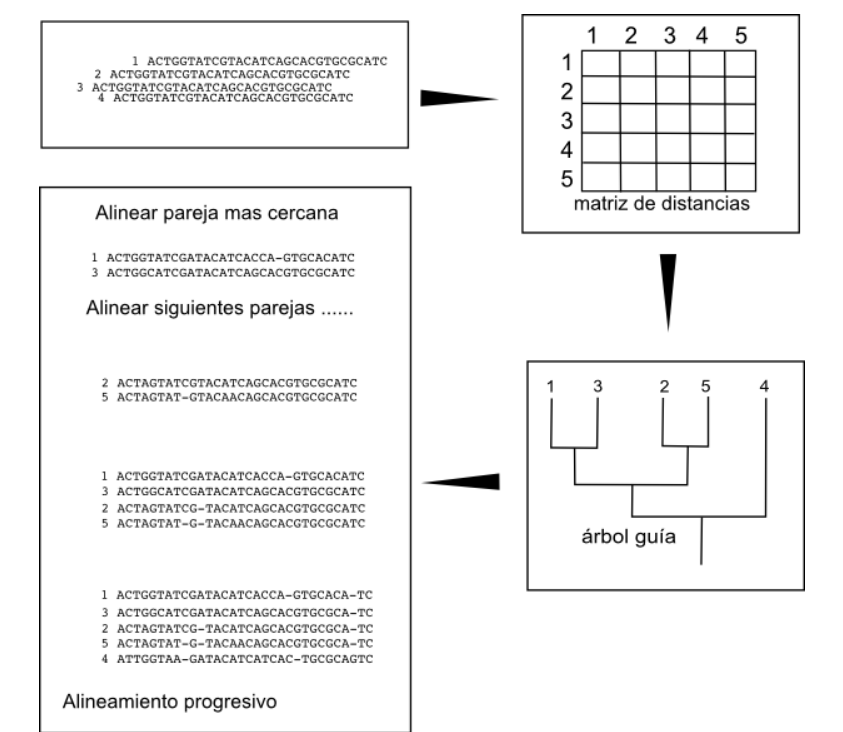 1 ACTGGTATCGTACATCAGCACGTGCGCATC
2 ACTGGTATCGTACATCAGCACGTGCGCATC
3 ACTGGTATCGTACATCAGCACGTGCGCATC
4 ACTGGTATCGTACATCAGCACGTGCGCATC
1 2 3 4 5
1
2
3
4
5
matriz de distancias
1 3 2 5 4
árbol guía
Alinear pareja mas cercana
1 ACTGGTATCGATACATCACCA-GTGCACATC
3 ACTGGCATCGATACATCAGCACGTGCGCATC
Alinear siguientes parejas ......
2 ACTAGTATCGTACATCAGCACGTGCGCATC
5 ACTAGTAT-GTACAACAGCACGTGCGCATC
1 ACTGGTATCGATACATCACCA-GTGCACATC
3 ACTGGCATCGATACATCAGCACGTGCGCATC
2 ACTAGTATCG-TACATCAGCACGTGCGCATC
5 ACTAGTAT-G-TACAACAGCACGTGCGCATC
1 ACTGGTATCGATACATCACCA-GTGCACA-TC
3 ACTGGCATCGATACATCAGCACGTGCGCA-TC
2 ACTAGTATCG-TACATCAGCACGTGCGCA-TC
5 ACTAGTAT-G-TACAACAGCACGTGCGCA-TC
4 ATTGGTAA-GATACATCATCAC-TGCGCAGTC
Alineamiento progresivo